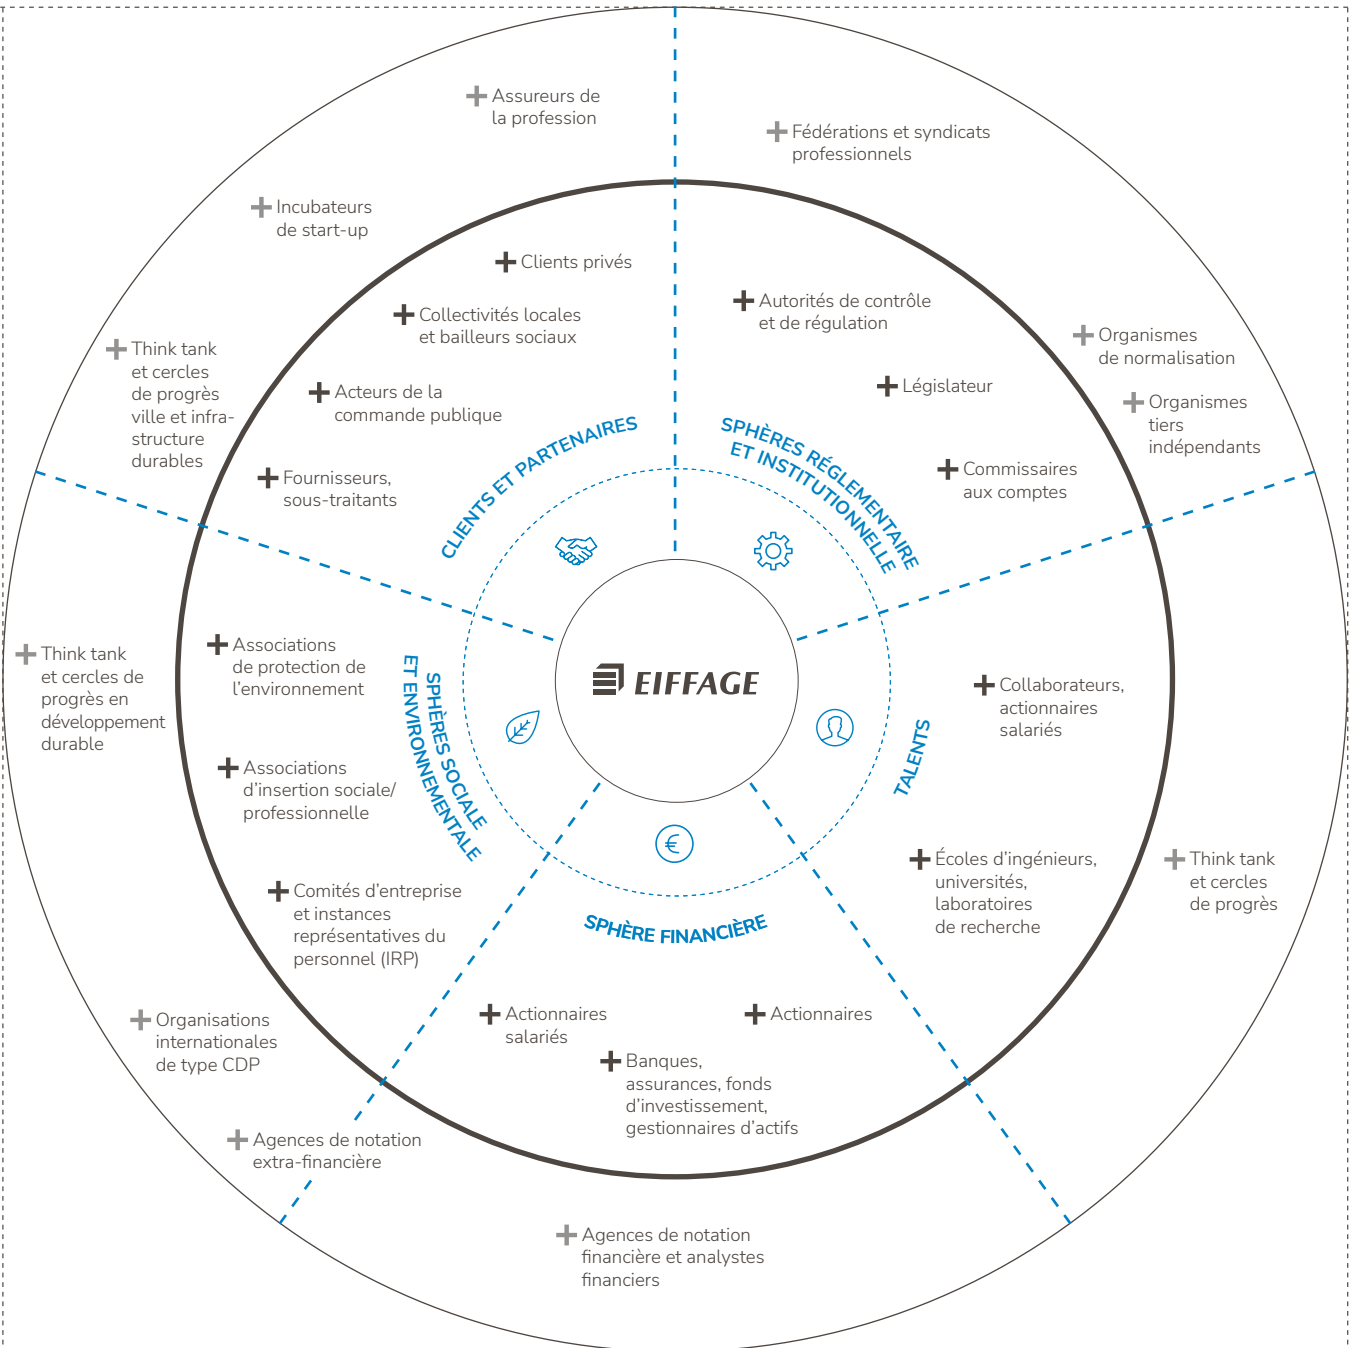 Assureurs de
la profession
Incubateurs
de start-up
Think tank
et cercles
de progrès
ville et infra-
structure
durables
Clients privés
Collectivités locales
et bailleurs sociaux
Acteurs de la
commande publique
Fournisseurs,
sous-traitants
CLIENTS ET PARTENAIRES
Fédérations et syndicats
professionnels
Organismes
de normalisation
Organismes
tiers
indépendants
Autorités de contrôle
et de régulation
Législateur
Commissaires
aux comptes
SPHÈRES RÉGLEMENTAIRE
ET INSTITUTIONNELLE
EIFFAGE
Collaborateurs,
actionnaires
salariés
Écoles d'ingénieurs,
universités,
laboratoires
de recherche
TALENTS
Think tank
et cercles
de progrès
SPHÈRE FINANCIÈRE
Actionnaires
salariés
Actionnaires
Banques,
assurances, fonds
d'investissement,
gestionnaires d'actifs
Agences de notation
financière et analystes
financiers
SPHÈRES SOCIALE
ET ENVIRONNEMENTALE
Associations
de protection de
l'environnement
Associations
d'insertion sociale/
professionnelle
Comités d'entreprise
et instances
représentatives du
personnel (IRP)
Think tank
et cercles de
progrès en
développement
durable
Organisations
internationales
de type CDP
Agences de notation
extra-financière